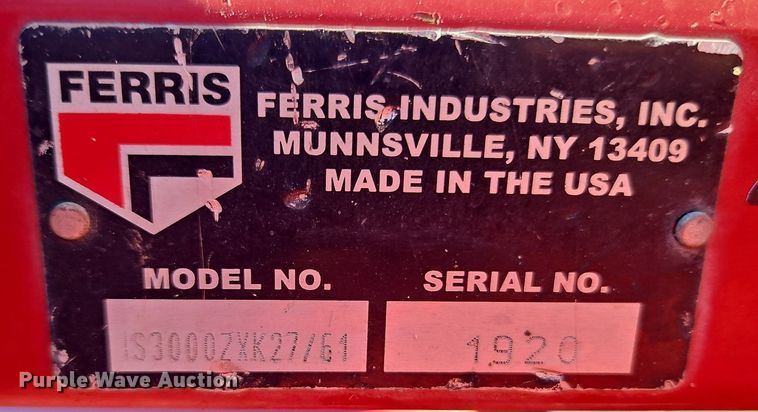 FERRIS
FERRIS INDUSTRIES, INC.
MUNNSVILLE, NY 13409
MADE IN THE USA
MODEL NO. SERIAL NO.
IS3000ZXK27/61 1920
Purple Wave Auction